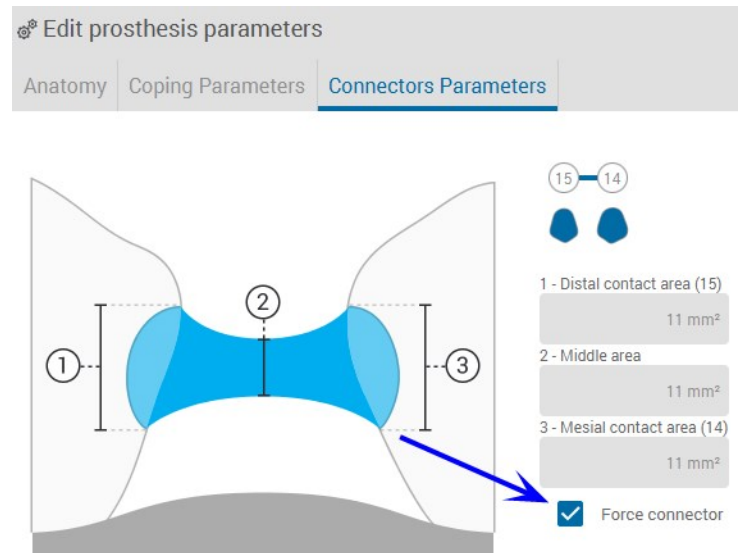 Edit prosthesis parameters
Anatomy Coping Parameters Connectors Parameters
15 14
1 - Distal contact area (15)
11 mm²
2 - Middle area
11 mm²
3 - Mesial contact area (14)
11 mm²
Force connector
2
1
3